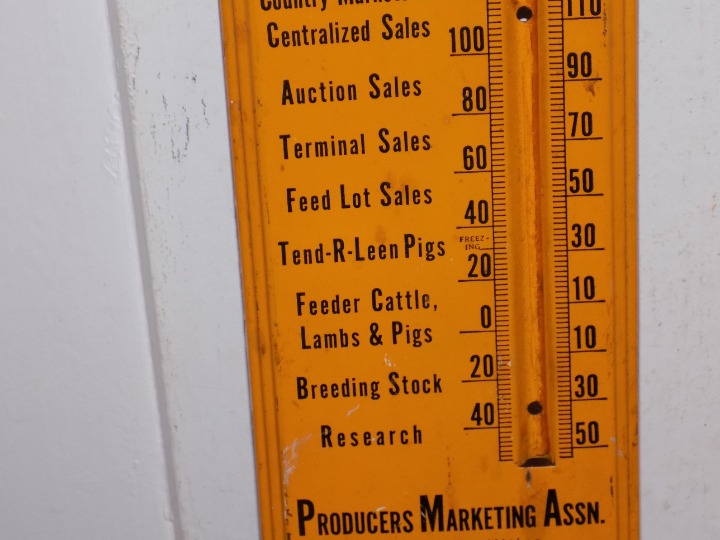 Country Market
Centralized Sales
Auction Sales
Terminal Sales
Feed Lot Sales
Tend-R-Leen Pigs
Feeder Cattle,
Lambs & Pigs
Breeding Stock
Research
110
100
90
80
70
60
50
40
FREEZ-
ING
30
20
10
0
10
20
30
40
50
PRODUCERS MARKETING ASSN.